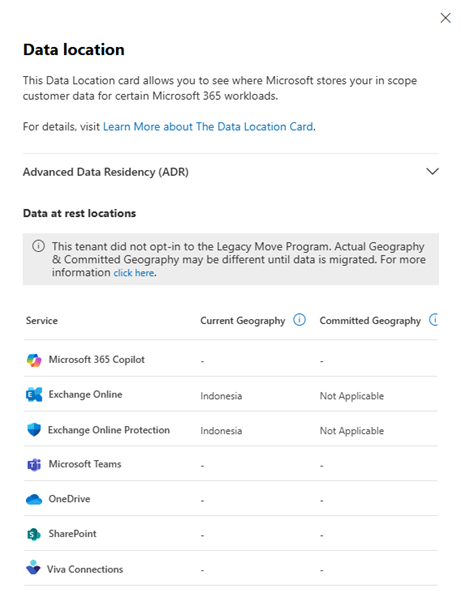 Data location
This Data Location card allows you to see where Microsoft stores your in scope
customer data for certain Microsoft 365 workloads.
For details, visit Learn More about The Data Location Card.
Advanced Data Residency (ADR)
Data at rest locations
This tenant did not opt-in to the Legacy Move Program. Actual Geography
& Committed Geography may be different until data is migrated. For more
information click here.
Service Current Geography Committed Geography
Microsoft 365 Copilot - -
Exchange Online Indonesia Not Applicable
Exchange Online Protection Indonesia Not Applicable
Microsoft Teams - -
OneDrive - -
SharePoint - -
Viva Connections - -